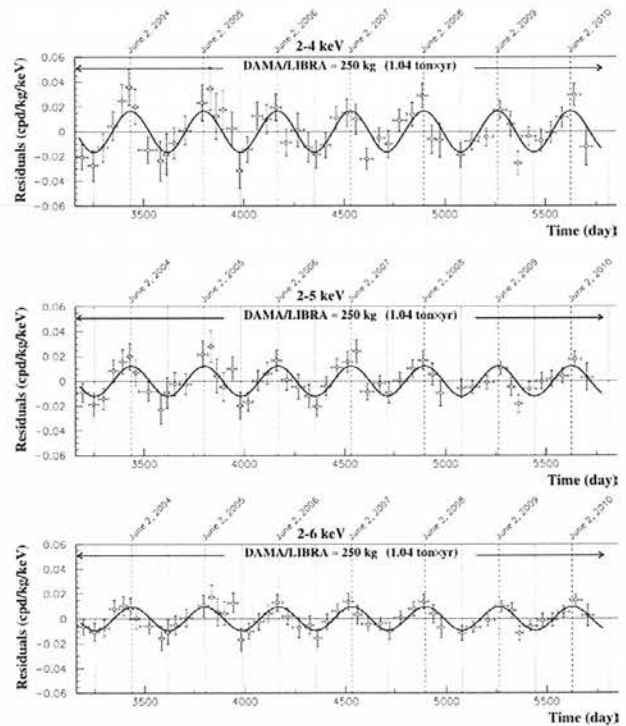 June 2, 2004 June 2, 2005 June 2, 2006 June 2, 2007 June 2, 2008 June 2, 2009 June 2, 2010
2-4 keV
DAMA/LIBRA ≈ 250 kg (1.04 ton×yr)
Residuals (cpd/kg/keV)
0.06
0.04
0.02
0
-0.02
-0.04
-0.06
3500 4000 4500 5000 5500
Time (day)
June 2, 2004 June 2, 2005 June 2, 2006 June 2, 2007 June 2, 2008 June 2, 2009 June 2, 2010
2-5 keV
DAMA/LIBRA ≈ 250 kg (1.04 ton×yr)
Residuals (cpd/kg/keV)
0.06
0.04
0.02
0
-0.02
-0.04
-0.06
3500 4000 4500 5000 5500
Time (day)
June 2, 2004 June 2, 2005 June 2, 2006 June 2, 2007 June 2, 2008 June 2, 2009 June 2, 2010
2-6 keV
DAMA/LIBRA ≈ 250 kg (1.04 ton×yr)
Residuals (cpd/kg/keV)
0.06
0.04
0.02
0
-0.02
-0.04
-0.06
3500 4000 4500 5000 5500
Time (day)